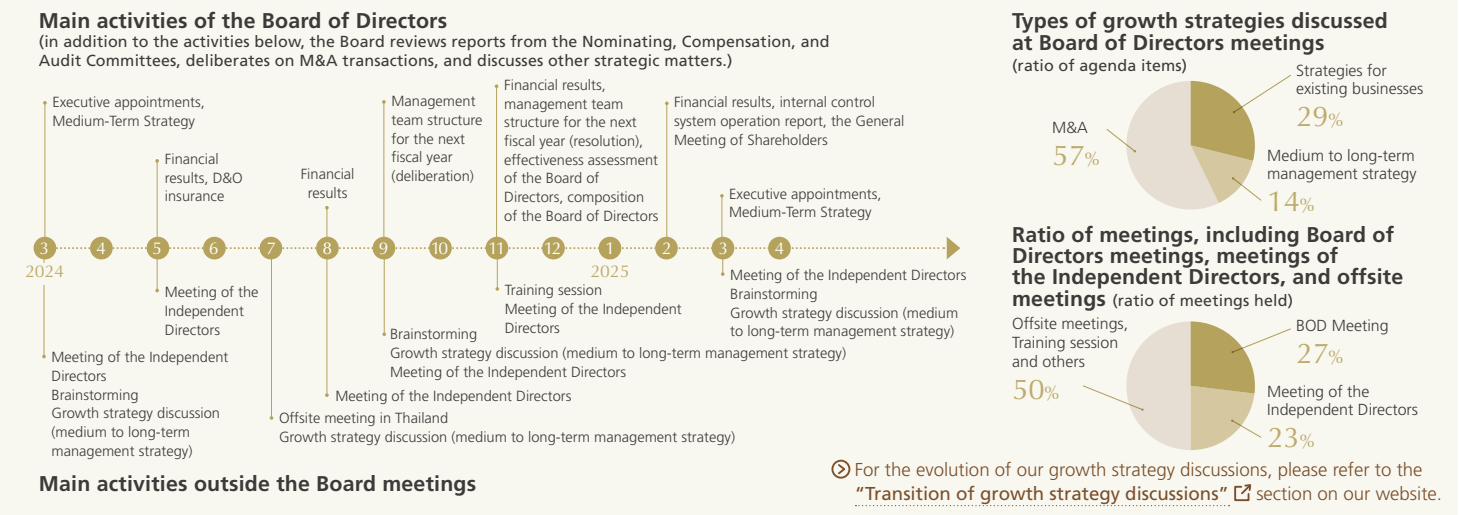 Main activities of the Board of Directors
(in addition to the activities below, the Board reviews reports from the Nominating, Compensation, and
Audit Committees, deliberates on M&A transactions, and discusses other strategic matters.)
Executive appointments,
Medium-Term Strategy
Financial
results, D&O
insurance
Financial
results
Management
team structure
for the next
fiscal year
(deliberation)
Financial results,
management team
structure for the next
fiscal year (resolution),
effectiveness assessment
of the Board of
Directors, composition
of the Board of Directors
Financial results, internal control
system operation report, the General
Meeting of Shareholders
Executive appointments,
Medium-Term Strategy
3 4 5 6 7 8 9 10 11 12 1 2 3 4
2024 2025
Meeting of the Independent
Directors
Brainstorming
Growth strategy discussion
(medium to long-term
management strategy)
Meeting of the
Independent
Directors
Offsite meeting in Thailand
Growth strategy discussion (medium to long-term management strategy)
Meeting of the Independent Directors
Brainstorming
Growth strategy discussion (medium to long-term management strategy)
Meeting of the Independent Directors
Training session
Meeting of the Independent
Directors
Meeting of the Independent Directors
Brainstorming
Growth strategy discussion (medium
to long-term management strategy)
Main activities outside the Board meetings
Types of growth strategies discussed
at Board of Directors meetings
(ratio of agenda items)
Strategies for
existing businesses
29%
M&A
57%
Medium to long-term
management strategy
14%
Ratio of meetings, including Board of
Directors meetings, meetings of
the Independent Directors, and offsite
meetings (ratio of meetings held)
Offsite meetings,
Training session
and others
50%
BOD Meeting
27%
Meeting of the
Independent Directors
23%
For the evolution of our growth strategy discussions, please refer to the
“Transition of growth strategy discussions” section on our website.